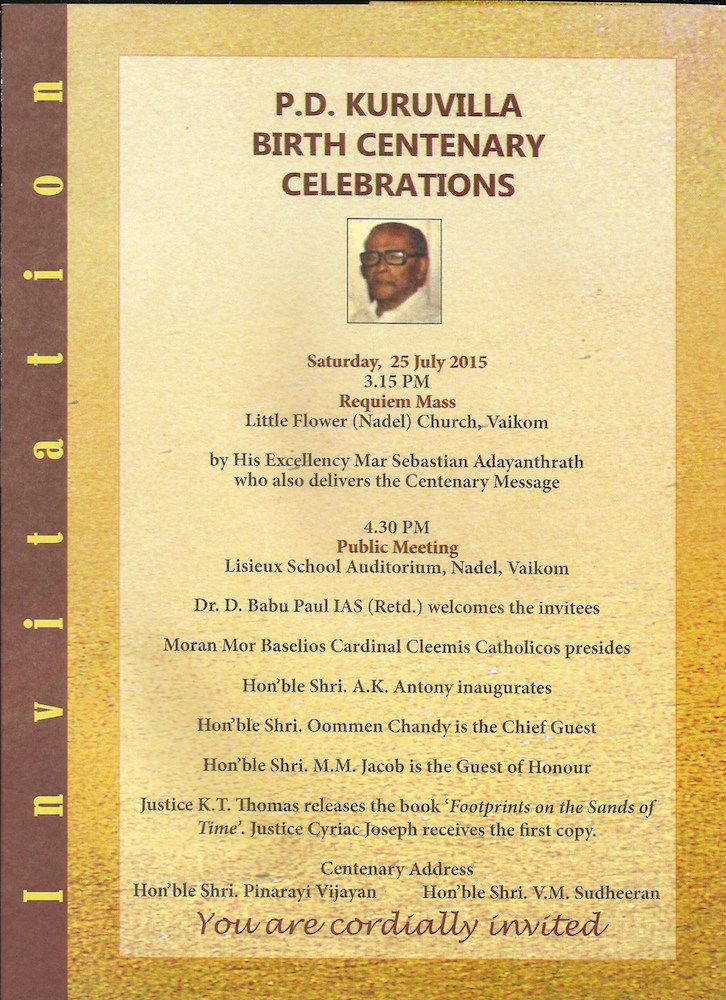 Invitation
P.D. KURUVILLA
BIRTH CENTENARY
CELEBRATIONS
Saturday, 25 July 2015
3.15 PM
Requiem Mass
Little Flower (Nadel) Church, Vaikom
by His Excellency Mar Sebastian Adayanthrath
who also delivers the Centenary Message
4.30 PM
Public Meeting
Lisieux School Auditorium, Nadel, Vaikom
Dr. D. Babu Paul IAS (Retd.) welcomes the invitees
Moran Mor Baselios Cardinal Cleemis Catholicos presides
Hon'ble Shri. A.K. Antony inaugurates
Hon'ble Shri. Oommen Chandy is the Chief Guest
Hon'ble Shri. M.M. Jacob is the Guest of Honour
Justice K.T. Thomas releases the book 'Footprints on the Sands of
Time'. Justice Cyriac Joseph receives the first copy.
Centenary Address
Hon'ble Shri. Pinarayi Vijayan Hon'ble Shri. V.M. Sudheeran
You are cordially invited